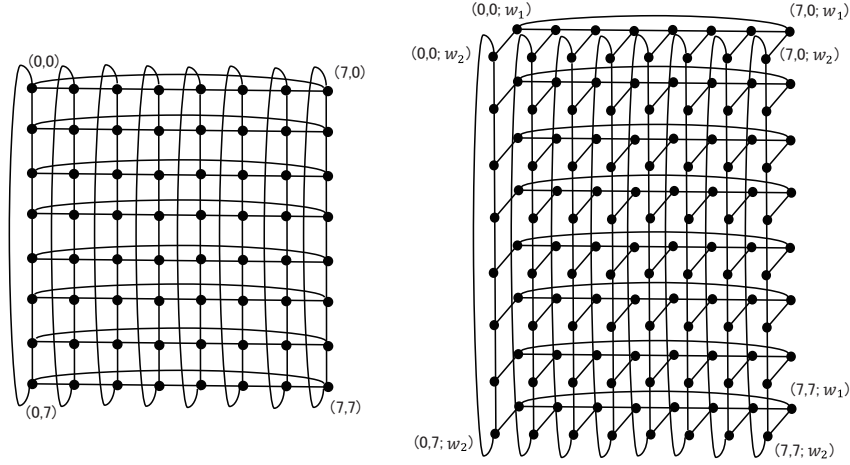 (0,0)
(7,0)
(0,7)
(7,7)
(0,0; w₁)
(7,0; w₁)
(0,0; w₂)
(7,0; w₂)
(7,7; w₁)
(0,7; w₂)
(7,7; w₂)